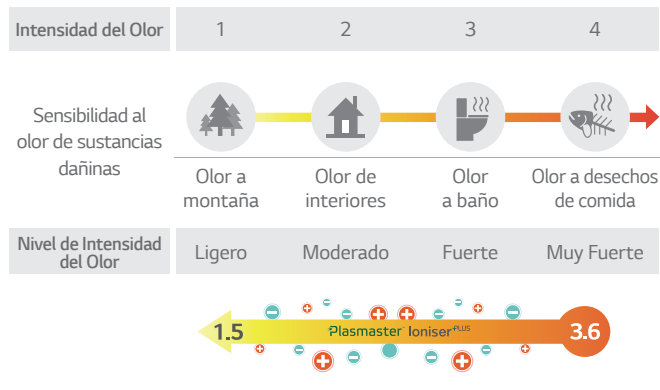 Intensidad del Olor 1 2 3 4
Sensibilidad al
olor de sustancias
dañinas
Olor a
montaña
Olor de
interiores
Olor
a baño
Olor a desechos
de comida
Nivel de Intensidad
del Olor
Ligero Moderado Fuerte Muy Fuerte
1.5 Plasmaster Ioniser PLUS 3.6